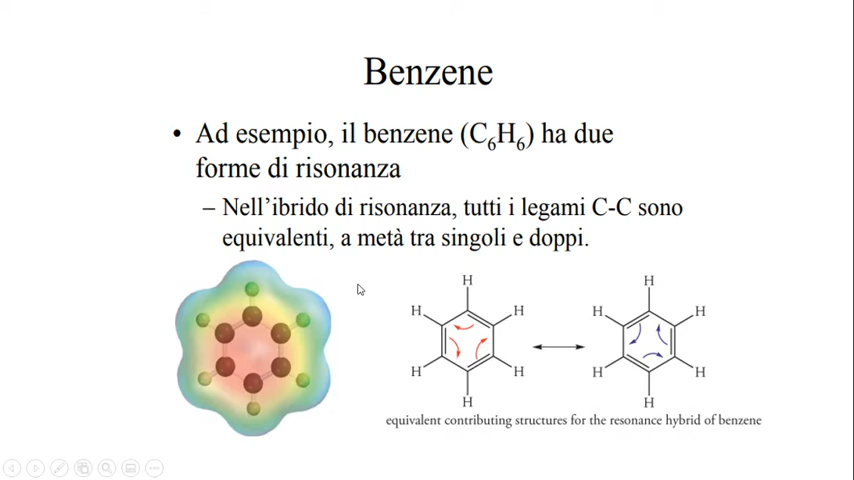 Benzene
• Ad esempio, il benzene (C₆H₆) ha due
forme di risonanza
– Nell'ibrido di risonanza, tutti i legami C-C sono
equivalenti, a metà tra singoli e doppi.
H
H
H
H
H
H
H
H
H
H
H
H
equivalent contributing structures for the resonance hybrid of benzene